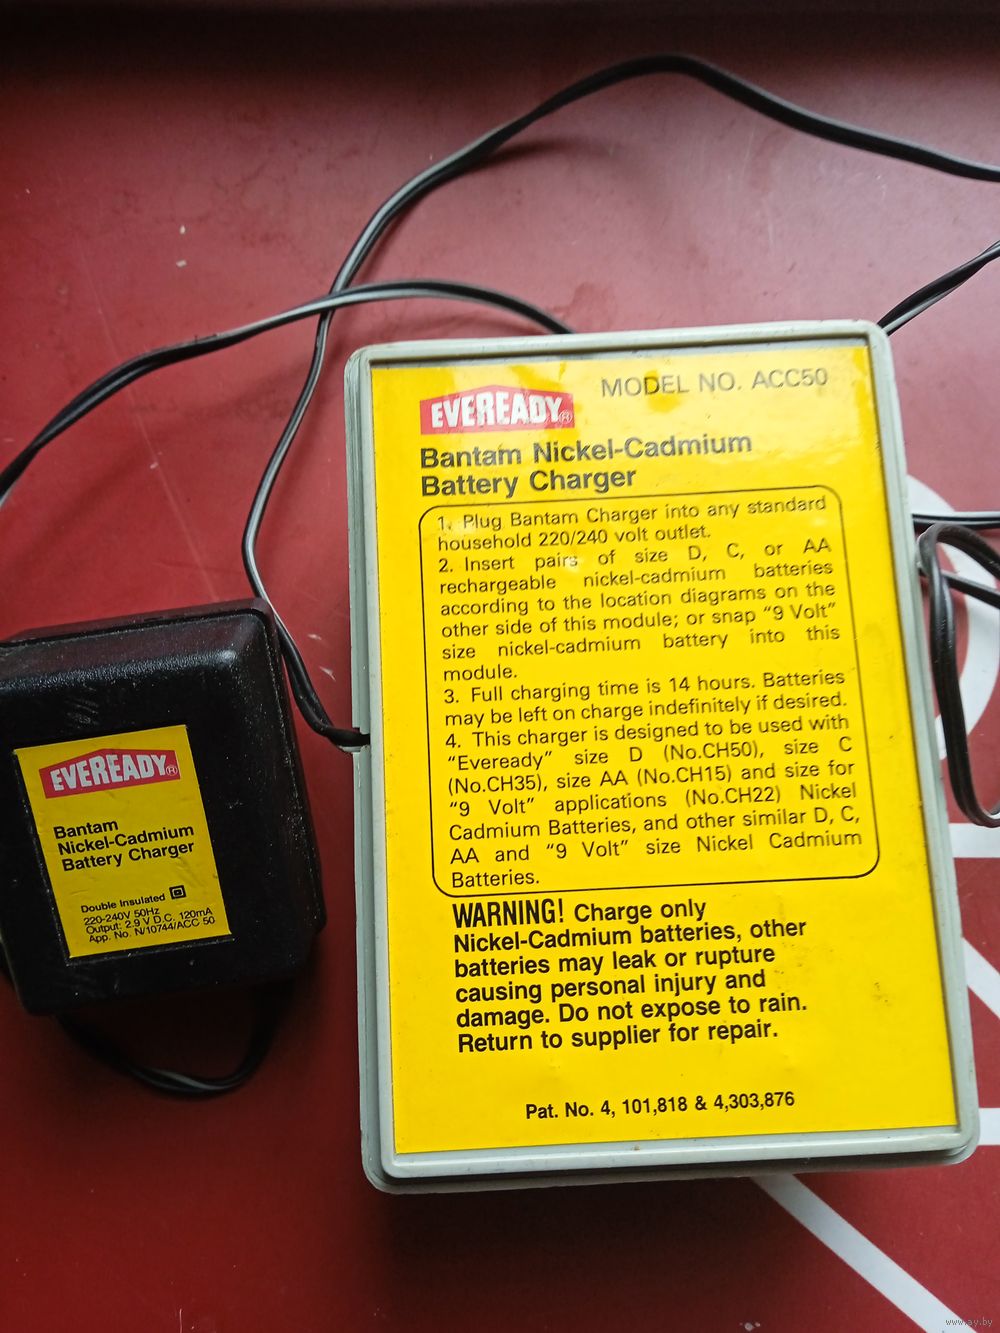 EVEREADY®
MODEL NO. ACC50
Bantam Nickel-Cadmium
Battery Charger
1. Plug Bantam Charger into any standard
household 220/240 volt outlet.
2. Insert pairs of size D, C, or AA
rechargeable nickel-cadmium batteries
according to the location diagrams on the
other side of this module; or snap “9 Volt”
size nickel-cadmium battery into this
module.
3. Full charging time is 14 hours. Batteries
may be left on charge indefinitely if desired.
4. This charger is designed to be used with
“Eveready” size D (No.CH50), size C
(No.CH35), size AA (No.CH15) and size for
“9 Volt” applications (No.CH22) Nickel
Cadmium Batteries, and other similar D, C,
AA and “9 Volt” size Nickel Cadmium
Batteries.
WARNING! Charge only
Nickel-Cadmium batteries, other
batteries may leak or rupture
causing personal injury and
damage. Do not expose to rain.
Return to supplier for repair.
Pat. No. 4, 101,818 & 4,303,876
EVEREADY®
Bantam
Nickel-Cadmium
Battery Charger
Double Insulated
220-240V 50Hz
Output: 2.9 V D.C. 120mA
App. No. N/10744/ACC 50
www.ay.by